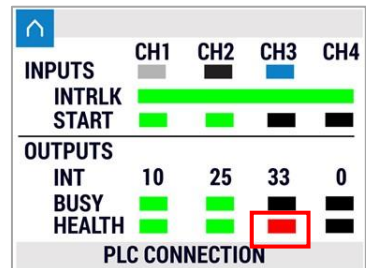 CH1 CH2 CH3 CH4
INPUTS
INTRLK
START
OUTPUTS
INT 10 25 33 0
BUSY
HEALTH
PLC CONNECTION